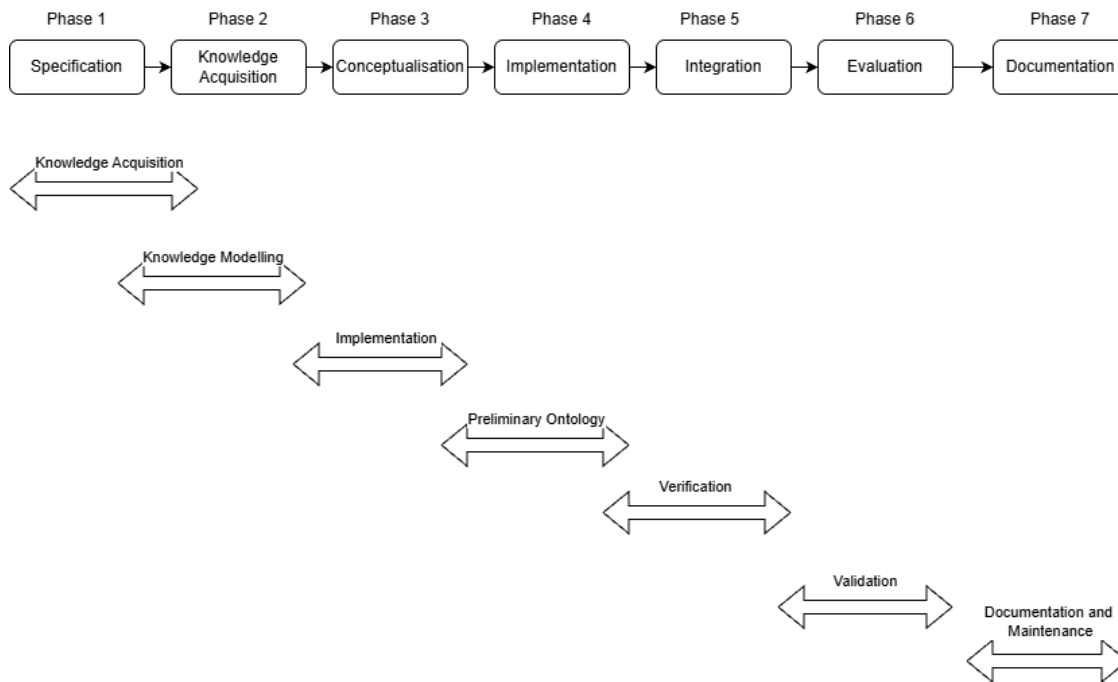 Phase 1
Phase 2
Phase 3
Phase 4
Phase 5
Phase 6
Phase 7
Specification
Knowledge
Acquisition
Conceptualisation
Implementation
Integration
Evaluation
Documentation
Knowledge Acquisition
Knowledge Modelling
Implementation
Preliminary Ontology
Verification
Validation
Documentation and
Maintenance